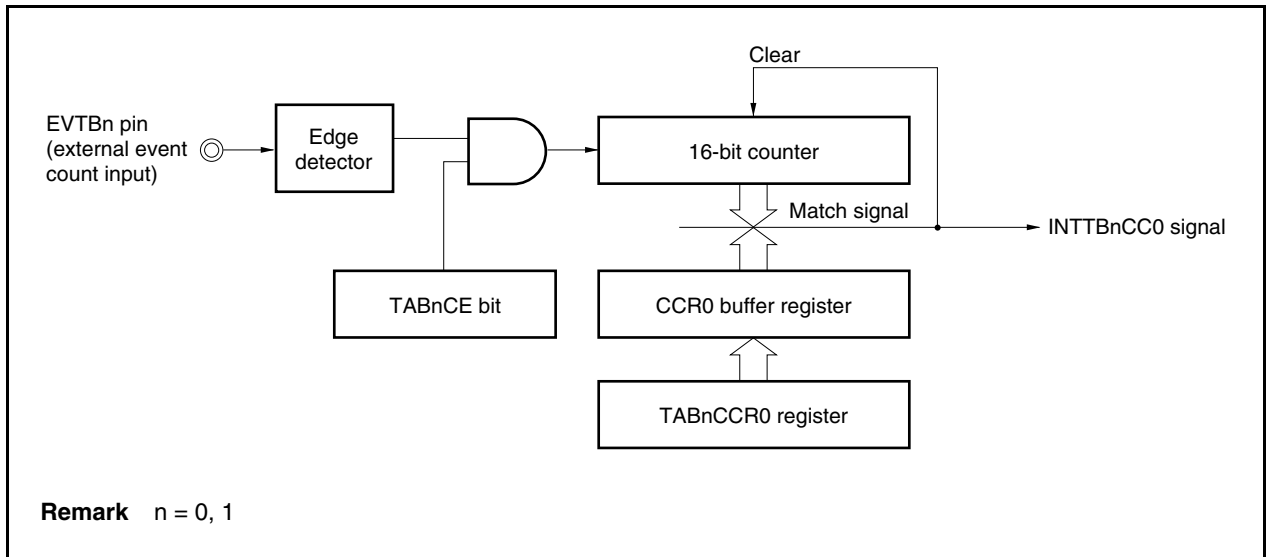 Clear
EVTBn pin
(external event
count input)
Edge
detector
16-bit counter
Match signal
INTTBnCC0 signal
TABnCE bit
CCR0 buffer register
TABnCCR0 register
Remark n = 0, 1